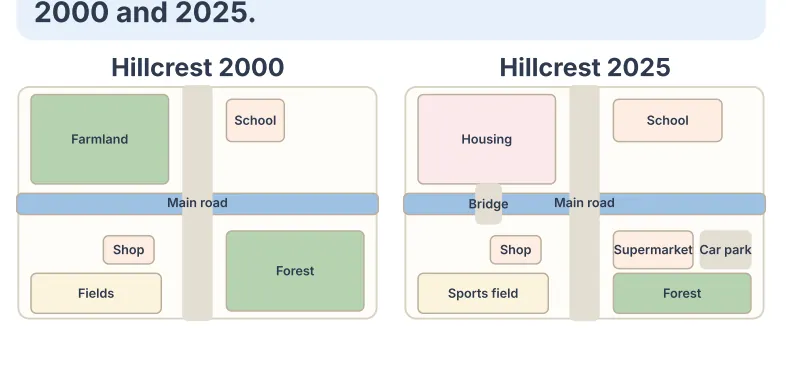 2000 and 2025.
Hillcrest 2000
Hillcrest 2025
Farmland
School
Main road
Shop
Forest
Fields
Housing
School
Bridge
Main road
Shop
Supermarket
Car park
Sports field
Forest